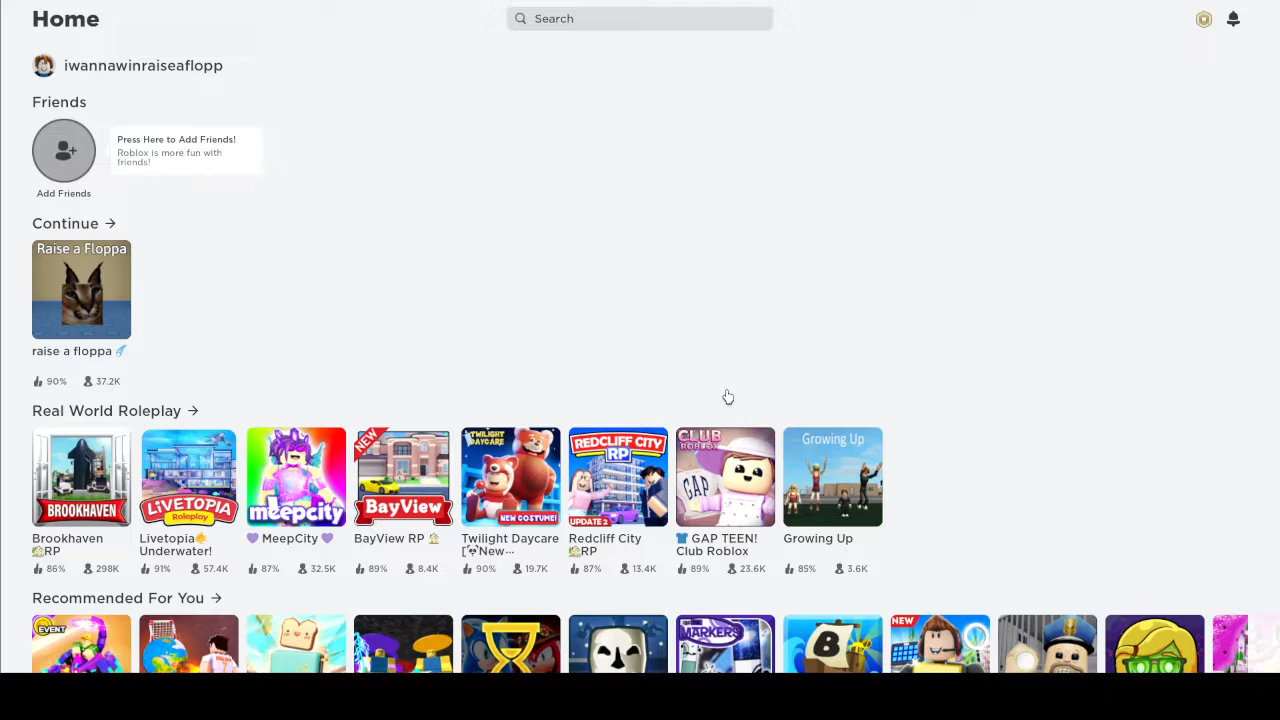 Home
Search
iwannawinraiseaflopp
Friends
Press Here to Add Friends!
Roblox is more fun with
friends!
Add Friends
Continue →
Raise a Floppa
raise a floppa
90% 37.2K
Real World Roleplay →
BROOKHAVEN
LIVETOPIA
Roleplay
meepcity
NEW
BayView
TWILIGHT
DAYCARE
NEW COSTUME!
REDCLIFF CITY
RP
UPDATE 2
CLUB
ROBLOX
GAP
Growing Up
Brookhaven
🏡RP
Livetopia
Underwater!
💜 MeepCity 💜
BayView RP 🏠
Twilight Daycare
[🐼New...
Redcliff City
🏡RP
👕 GAP TEEN!
Club Roblox
Growing Up
86% 298K
91% 57.4K
87% 32.5K
89% 8.4K
90% 19.7K
87% 13.4K
89% 23.6K
85% 3.6K
Recommended For You →
EVENT
MARKERS
B
NEW